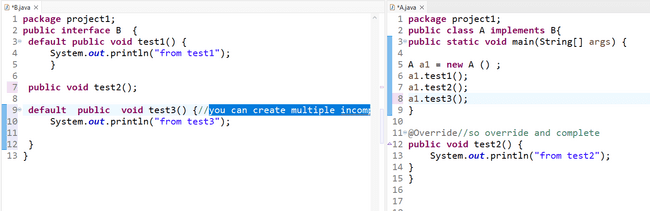 *B.java
1 package project1;
2 public interface B {
3 default public void test1() {
4 System.out.println("from test1");
5 }
6
7 public void test2();
8
9 default public void test3() {//you can create multiple incom
10 System.out.println("from test3");
11
12 }
13 }
*A.java
1 package project1;
2 public class A implements B{
3 public static void main(String[] args) {
4
5 A a1 = new A () ;
6 a1.test1();
7 a1.test2();
8 a1.test3();
9 }
10
11 @Override//so override and complete
12 public void test2() {
13 System.out.println("from test2");
14 }
15 }
16
17